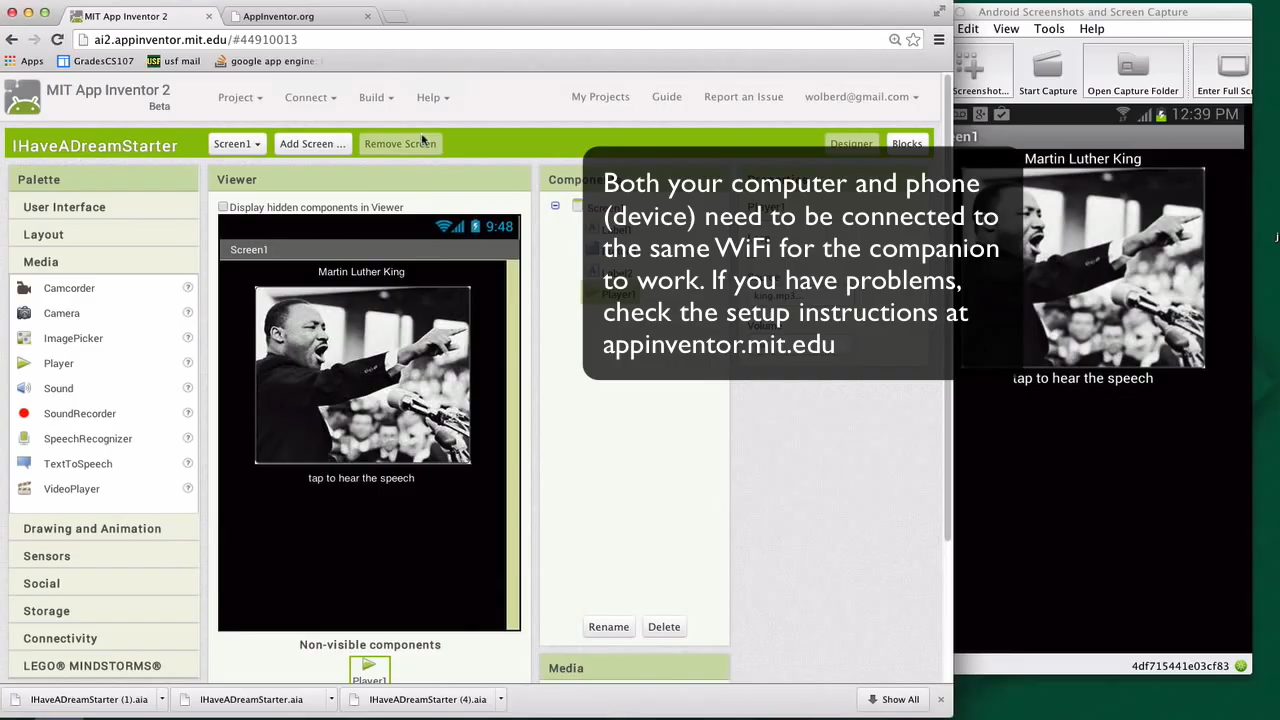 MIT App Inventor 2
AppInventor.org
ai2.appinventor.mit.edu/#44910013
Apps
GradesCS107
usf mail
google app engine:
MIT App Inventor 2
Beta
Project
Connect
Build
Help
My Projects
Guide
Report an Issue
wolberd@gmail.com
IHaveADreamStarter
Screen1
Add Screen ...
Remove Screen
Designer
Blocks
Palette
User Interface
Layout
Media
Camcorder
Camera
ImagePicker
Player
Sound
SoundRecorder
SpeechRecognizer
TextToSpeech
VideoPlayer
Drawing and Animation
Sensors
Social
Storage
Connectivity
LEGO® MINDSTORMS®
Viewer
Display hidden components in Viewer
9:48
Screen1
Martin Luther King
tap to hear the speech
Non-visible components
Player1
Both your computer and phone
(device) need to be connected to
the same WiFi for the companion
to work. If you have problems,
check the setup instructions at
appinventor.mit.edu
Rename
Delete
Media
Android Screenshots and Screen Capture
Edit
View
Tools
Help
Screenshot...
Start Capture
Open Capture Folder
Enter Full Scr
12:39 PM
en1
Martin Luther King
tap to hear the speech
4df715441e03cf83
IHaveADreamStarter (1).aia
IHaveADreamStarter.aia
IHaveADreamStarter (4).aia
Show All